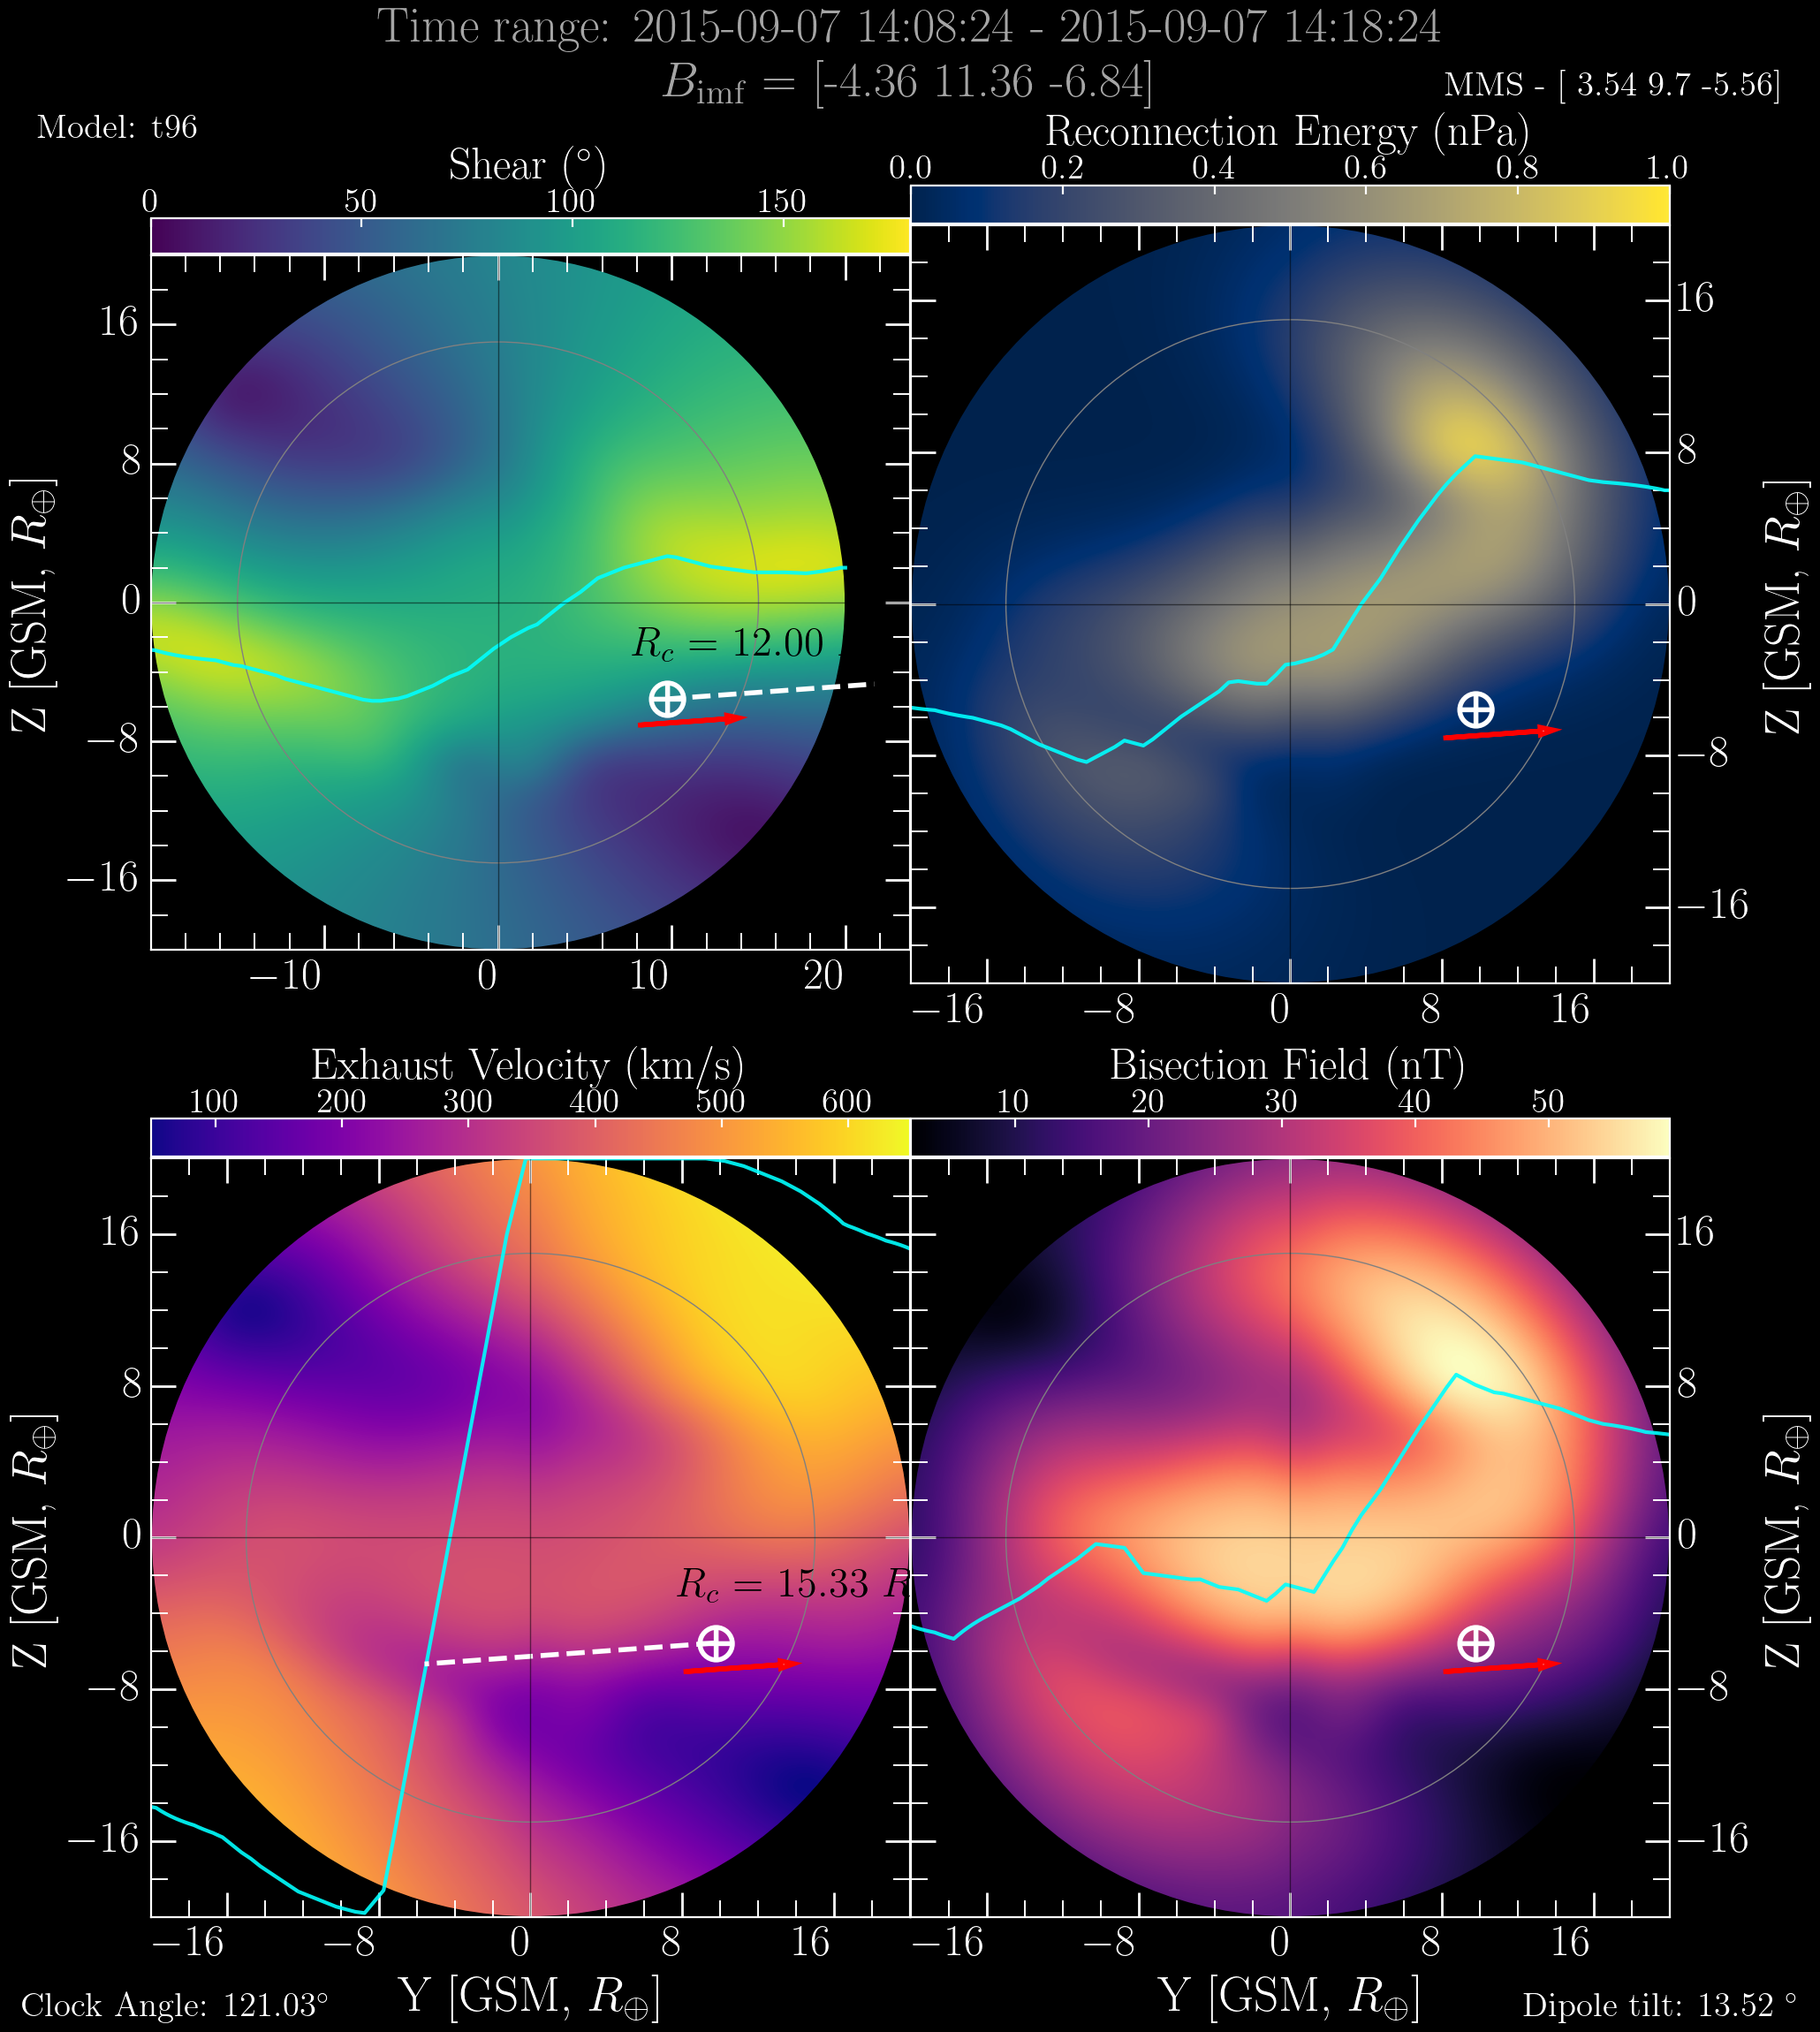 Time range: 2015-09-07 14:08:24 - 2015-09-07 14:18:24
B_imf = [-4.36 11.36 -6.84]
MMS - [ 3.54 9.7 -5.56]
Model: t96
Shear (°)
0 50 100 150
Reconnection Energy (nPa)
0.0 0.2 0.4 0.6 0.8 1.0
Z [GSM, R⊕]
16
8
0
−8
−16
R_c = 12.00
−10 0 10 20
16
8
0
−8
−16
Z [GSM, R⊕]
−16 −8 0 8 16
Exhaust Velocity (km/s)
100 200 300 400 500 600
Bisection Field (nT)
10 20 30 40 50
Z [GSM, R⊕]
16
8
0
−8
−16
R_c = 15.33 R
−16 −8 0 8 16
Y [GSM, R⊕]
16
8
0
−8
−16
Z [GSM, R⊕]
−16 −8 0 8 16
Y [GSM, R⊕]
Clock Angle: 121.03°
Dipole tilt: 13.52 °